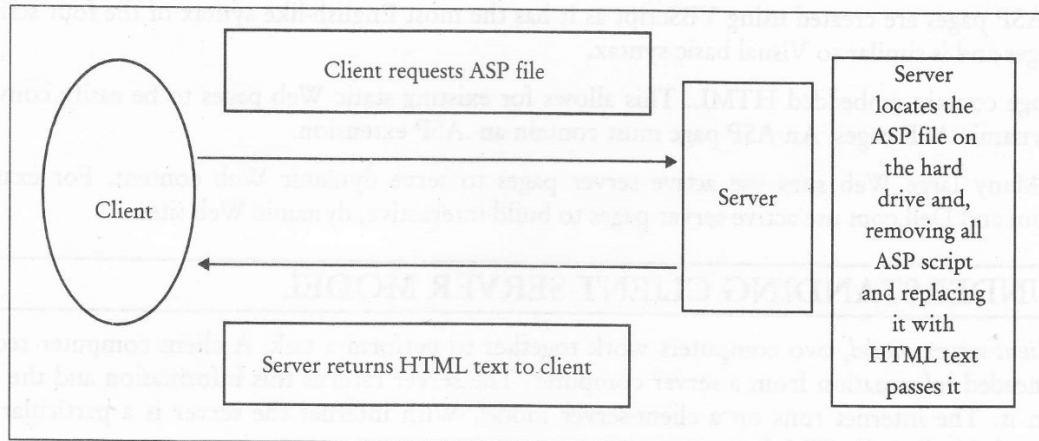 Client requests ASP file
Client
Server
Server returns HTML text to client
Server
locates the
ASP file on
the hard
drive and,
removing all
ASP script
and replacing
it with
HTML text
passes it